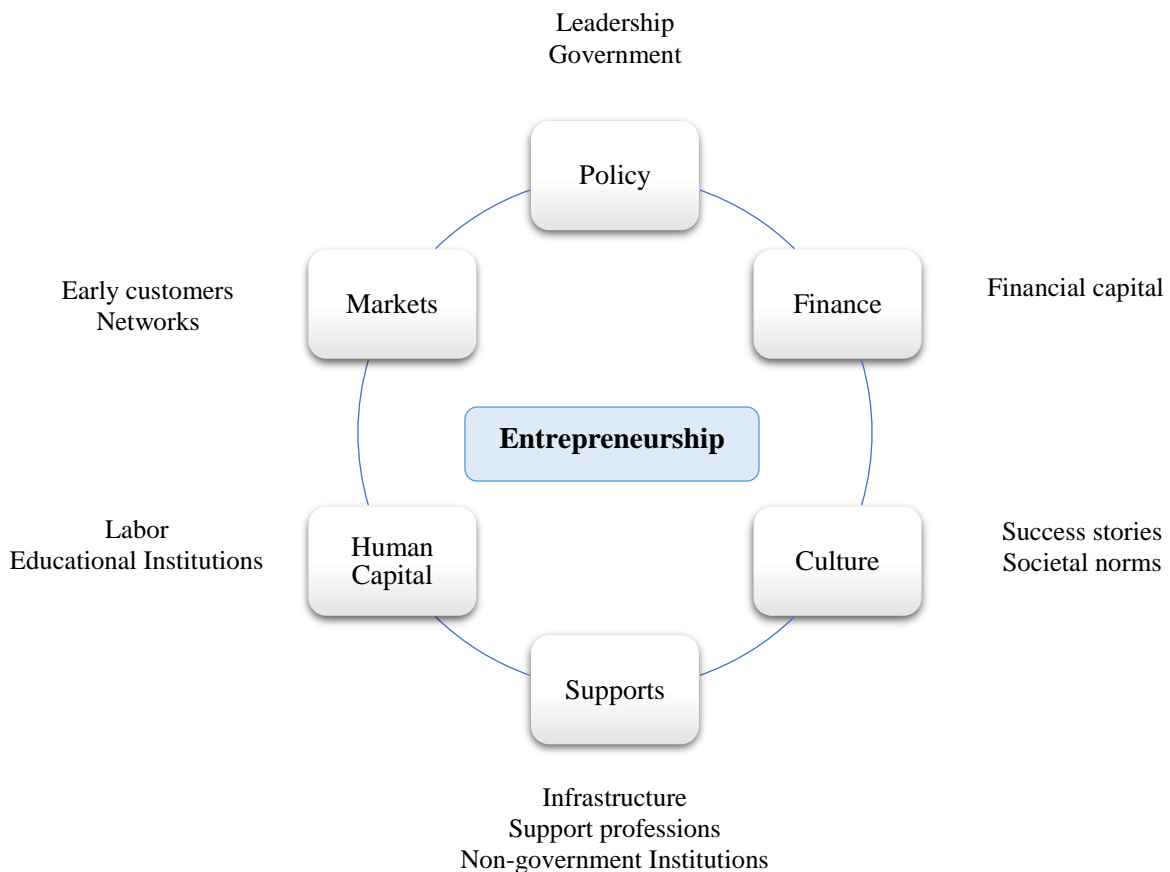 Leadership
Government
Policy
Early customers
Networks
Markets
Finance
Financial capital
Entrepreneurship
Labor
Educational Institutions
Human
Capital
Culture
Success stories
Societal norms
Supports
Infrastructure
Support professions
Non-government Institutions